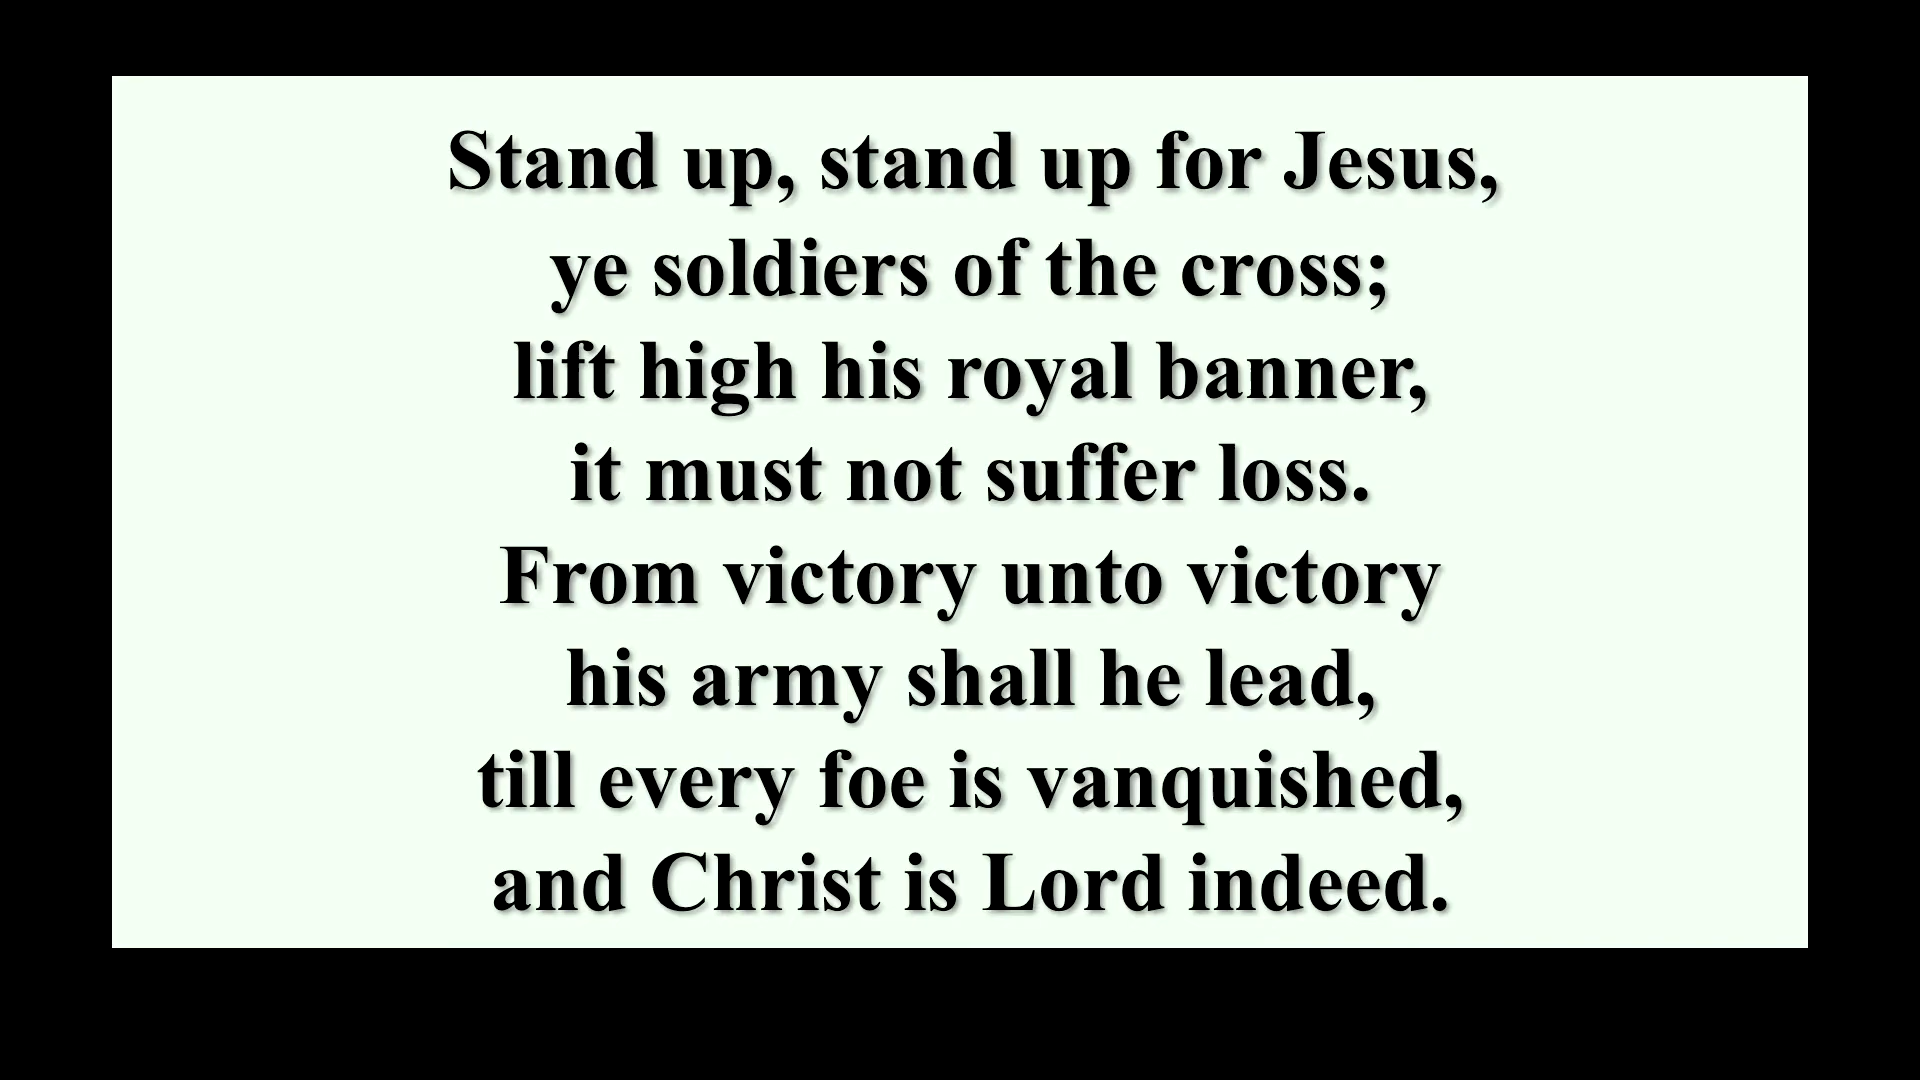 Stand up, stand up for Jesus,
ye soldiers of the cross;
lift high his royal banner,
it must not suffer loss.
From victory unto victory
his army shall he lead,
till every foe is vanquished,
and Christ is Lord indeed.